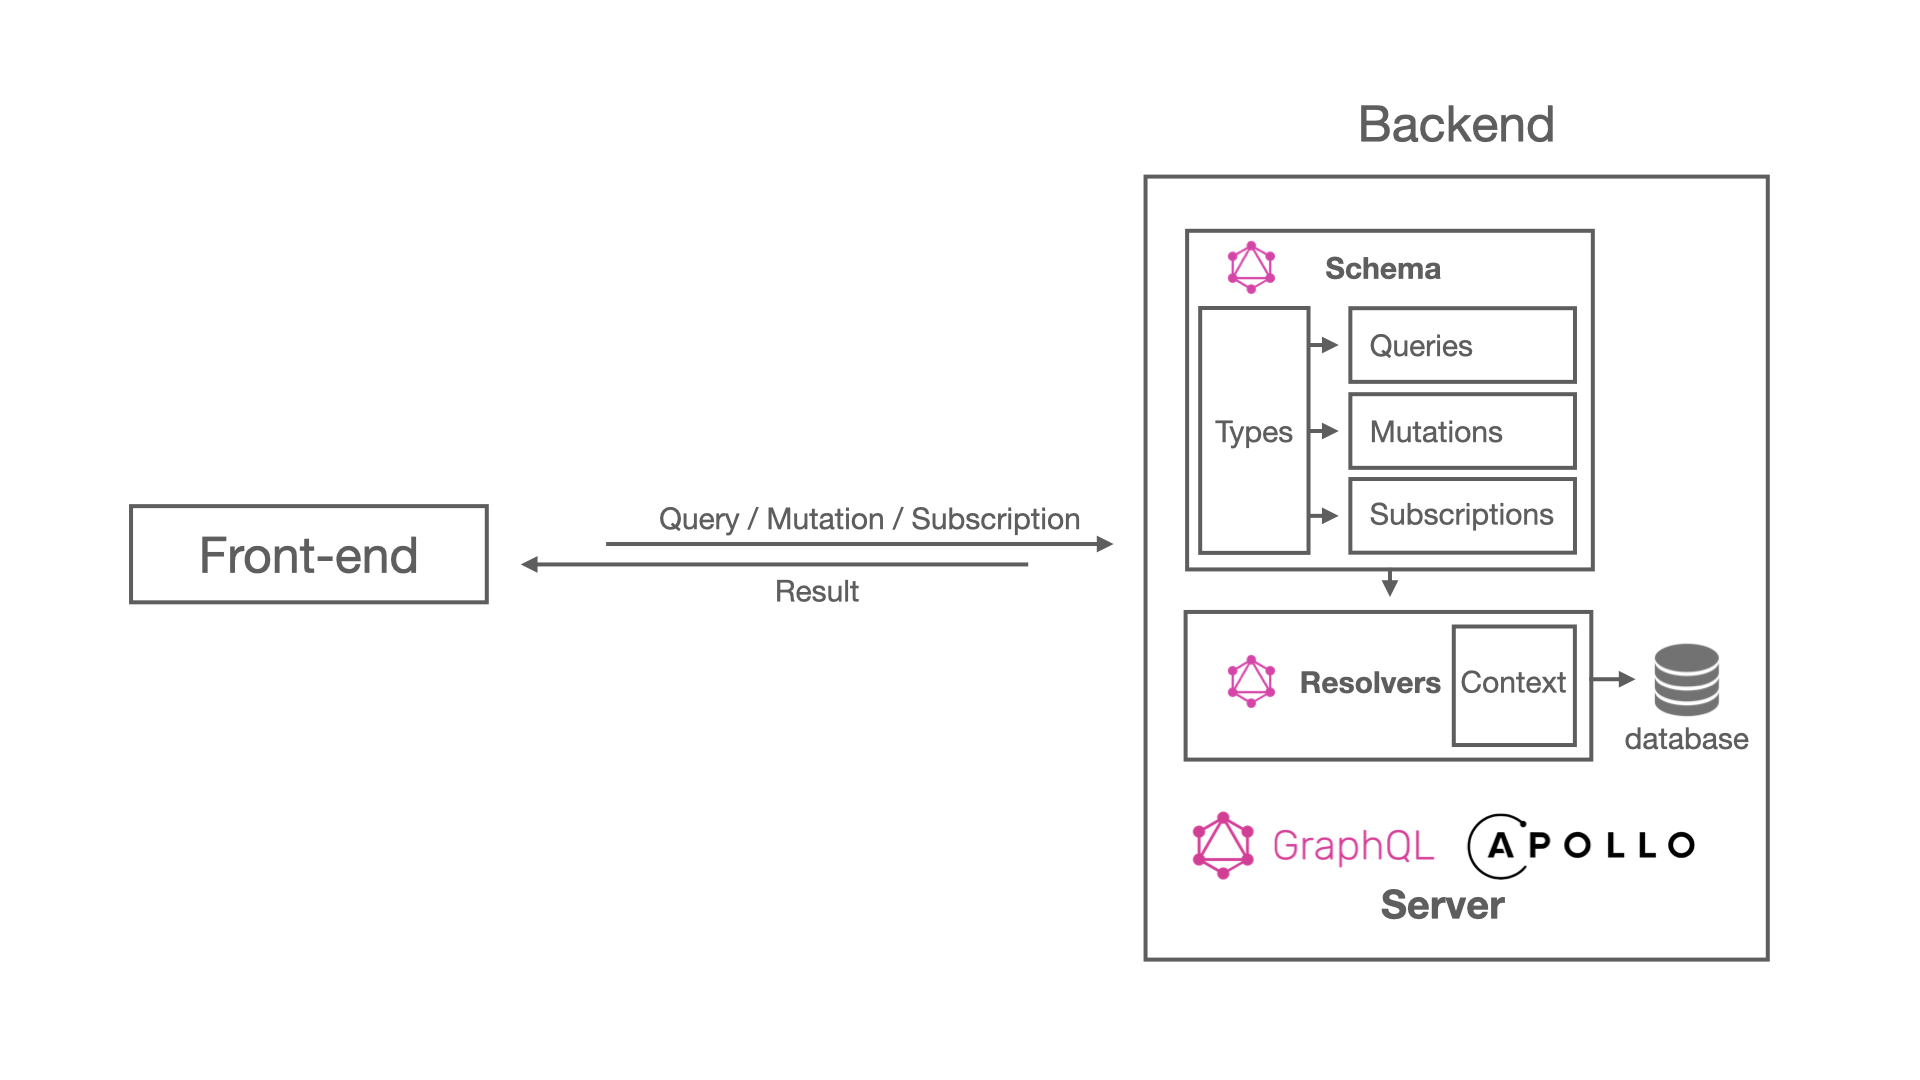 Backend
Schema
Types
Queries
Mutations
Subscriptions
Query / Mutation / Subscription
Front-end
Result
Resolvers
Context
database
GraphQL
APOLLO
Server